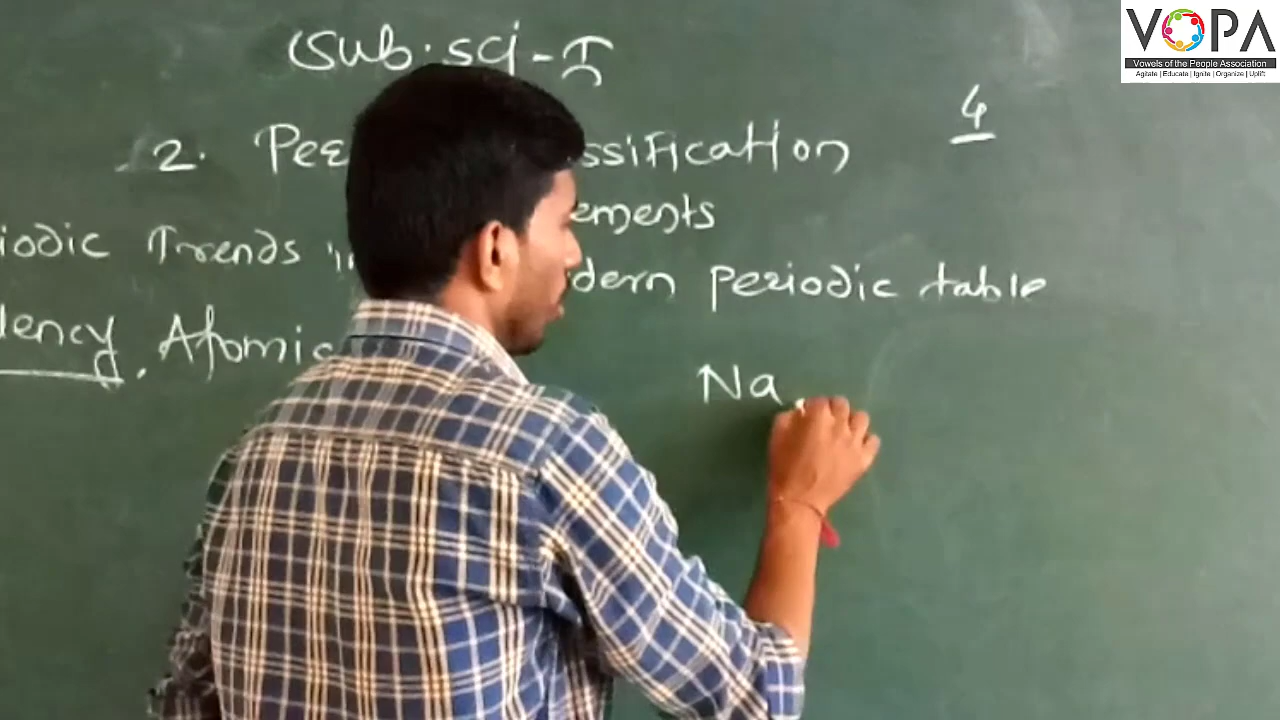 Sub. sci - I
4
2. Pe ssification
ements
iodic Trends in dern periodic table
lency, Atomic
Na
VOPA
Vowels of the People Association
Agitate | Educate | Ignite | Organize | Uplift